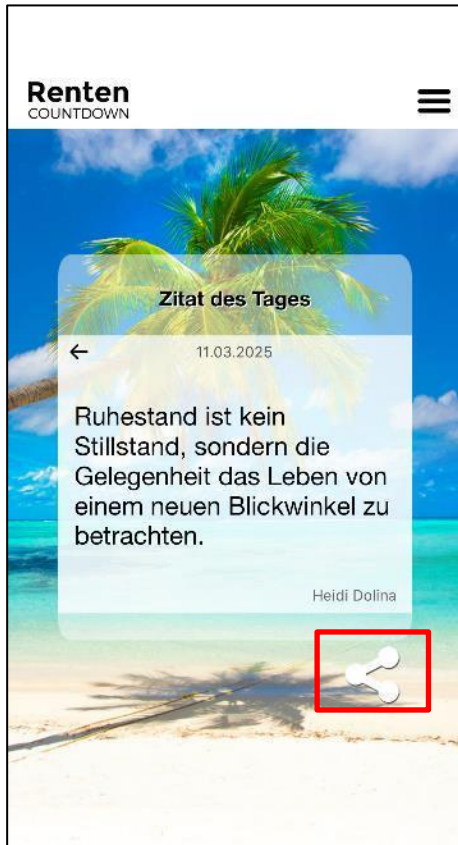 Renten
COUNTDOWN
Zitat des Tages
11.03.2025
Ruhestand ist kein
Stillstand, sondern die
Gelegenheit das Leben von
einem neuen Blickwinkel zu
betrachten.
Heidi Dolina